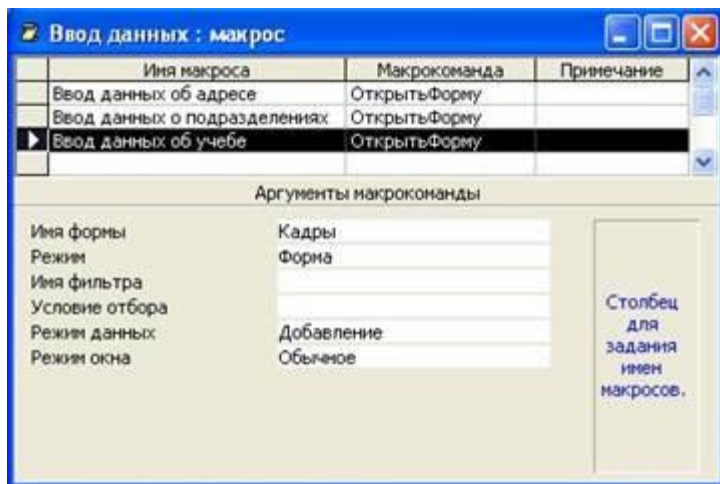 Ввод данных : макрос
Имя макроса Макрокоманда Примечание
Ввод данных об адресе ОткрытьФорму
Ввод данных о подразделениях ОткрытьФорму
Ввод данных об учебе ОткрытьФорму
Аргументы макрокоманды
Имя формы Кадры
Режим Форма
Имя фильтра
Условие отбора
Режим данных Добавление
Режим окна Обычное
Столбец
для
задания
имен
макросов.